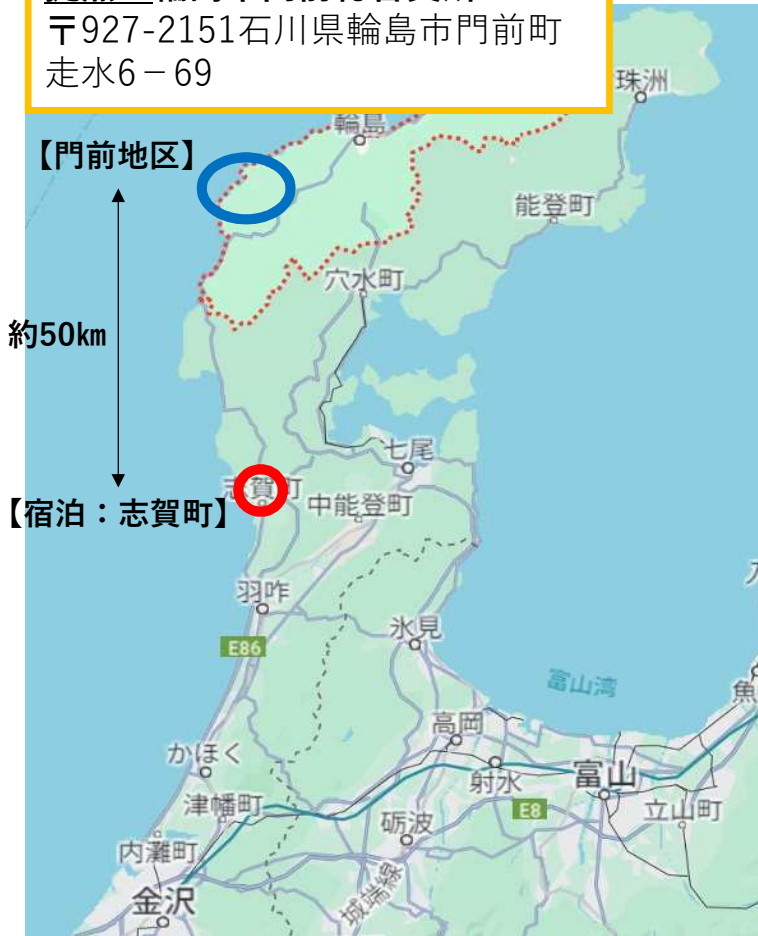 〒927-2151石川県輪島市門前町
走水6－69
珠洲
輪島
【門前地区】
能登町
穴水町
約50㎞
七尾
志賀町
中能登町
【宿泊：志賀町】
羽咋
氷見
E86
富山湾
魚
高岡
かほく
射水
富山
津幡町
E8
立山町
砺波
内灘町
城端線
金沢